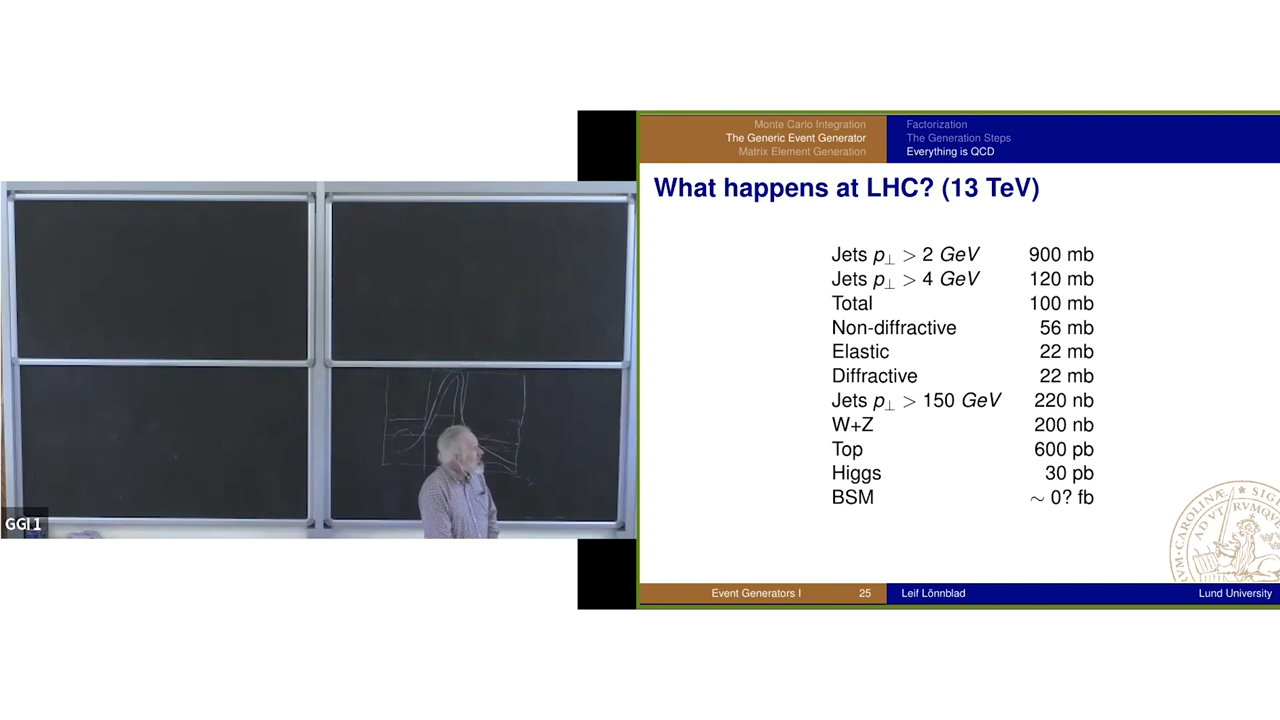 Monte Carlo Integration
The Generic Event Generator
Matrix Element Generation
Factorization
The Generation Steps
Everything is QCD
What happens at LHC? (13 TeV)
Jets p⊥ > 2 GeV 900 mb
Jets p⊥ > 4 GeV 120 mb
Total 100 mb
Non-diffractive 56 mb
Elastic 22 mb
Diffractive 22 mb
Jets p⊥ > 150 GeV 220 nb
W+Z 200 nb
Top 600 pb
Higgs 30 pb
BSM ∼ 0? fb
GGI 1
Event Generators I 25 Leif Lönnblad Lund University